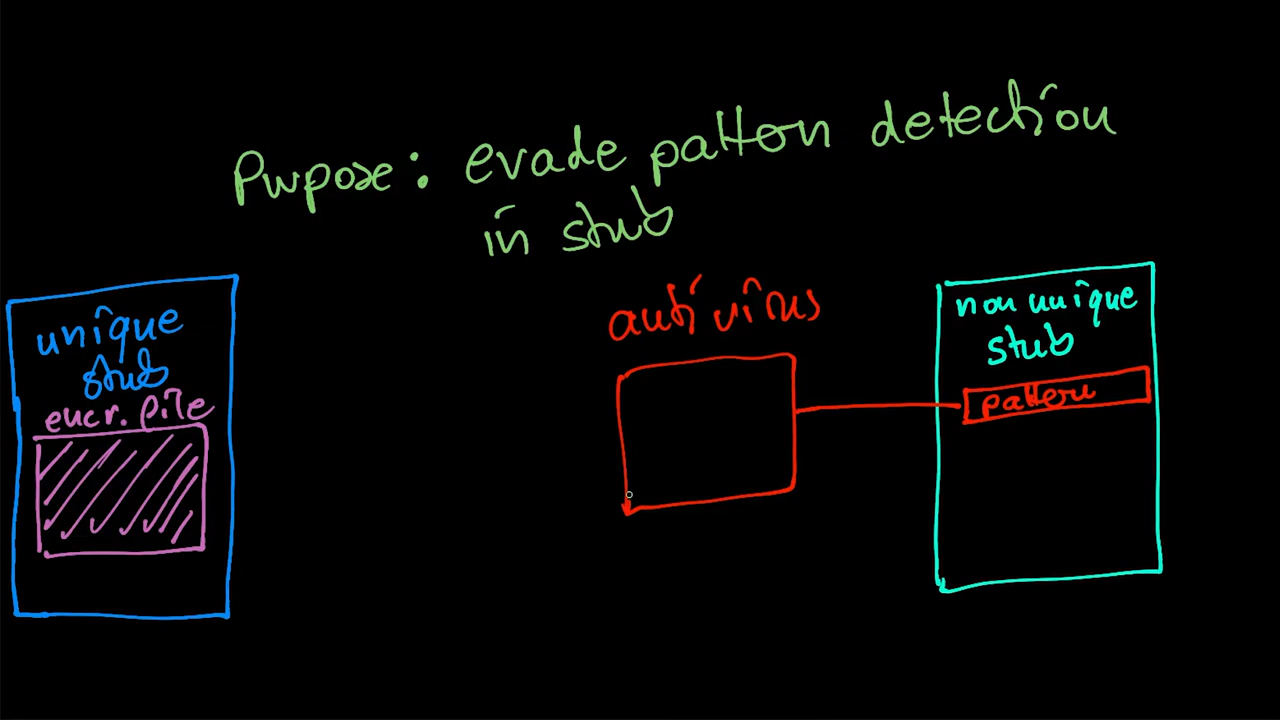 Purpose: evade pattern detection
in stub
unique
stub
encr. file
antivirus
non unique
stub
pattern